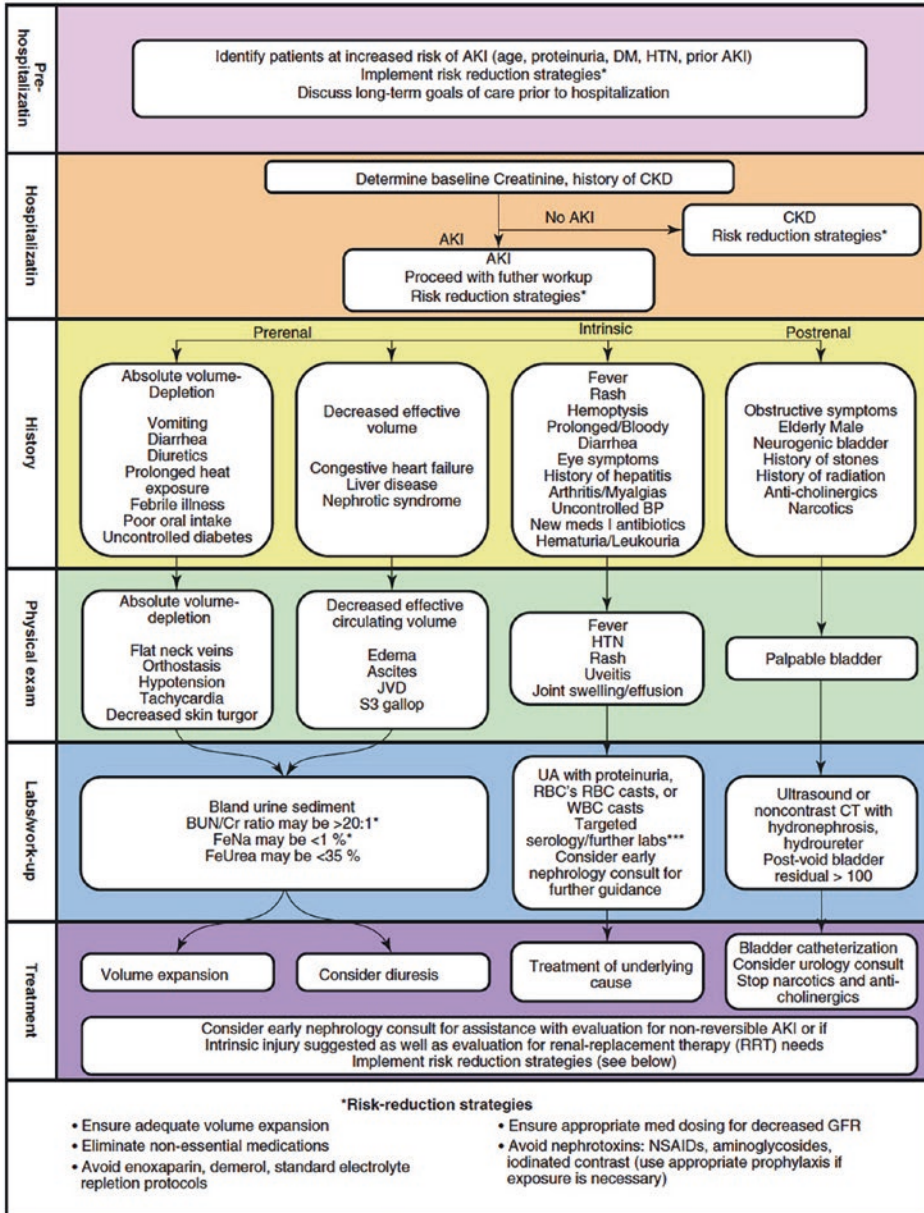 Pre-
hospitalizatin
Identify patients at increased risk of AKI (age, proteinuria, DM, HTN, prior AKI)
Implement risk reduction strategies*
Discuss long-term goals of care prior to hospitalization
Hospitalizatin
Determine baseline Creatinine, history of CKD
No AKI
CKD
Risk reduction strategies*
AKI
AKI
Proceed with futher workup
Risk reduction strategies*
History
Prerenal
Intrinsic
Postrenal
Absolute volume-
Depletion
Vomiting
Diarrhea
Diuretics
Prolonged heat
exposure
Febrile illness
Poor oral intake
Uncontrolled diabetes
Decreased effective
volume
Congestive heart failure
Liver disease
Nephrotic syndrome
Fever
Rash
Hemoptysis
Prolonged/Bloody
Diarrhea
Eye symptoms
History of hepatitis
Arthritis/Myalgias
Uncontrolled BP
New meds I antibiotics
Hematuria/Leukouria
Obstructive symptoms
Elderly Male
Neurogenic bladder
History of stones
History of radiation
Anti-cholinergics
Narcotics
Physical exam
Absolute volume-
depletion
Flat neck veins
Orthostasis
Hypotension
Tachycardia
Decreased skin turgor
Decreased effective
circulating volume
Edema
Ascites
JVD
S3 gallop
Fever
HTN
Rash
Uveitis
Joint swelling/effusion
Palpable bladder
Labs/work-up
Bland urine sediment
BUN/Cr ratio may be >20:1*
FeNa may be <1 %*
FeUrea may be <35 %
UA with proteinuria,
RBC's RBC casts, or
WBC casts
Targeted
serology/further labs***
Consider early
nephrology consult for
further guidance
Ultrasound or
noncontrast CT with
hydronephrosis,
hydroureter
Post-void bladder
residual > 100
Treatment
Volume expansion
Consider diuresis
Treatment of underlying
cause
Bladder catheterization
Consider urology consult
Stop narcotics and anti-
cholinergics
Consider early nephrology consult for assistance with evaluation for non-reversible AKI or if
Intrinsic injury suggested as well as evaluation for renal-replacement therapy (RRT) needs
Implement risk reduction strategies (see below)
*Risk-reduction strategies
• Ensure adequate volume expansion
• Eliminate non-essential medications
• Avoid enoxaparin, demerol, standard electrolyte
repletion protocols
• Ensure appropriate med dosing for decreased GFR
• Avoid nephrotoxins: NSAIDs, aminoglycosides,
iodinated contrast (use appropriate prophylaxis if
exposure is necessary)